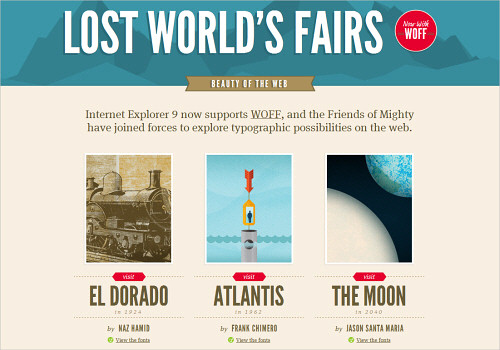 LOST WORLD'S FAIRS
Now With
WOFF
BEAUTY OF THE WEB
Internet Explorer 9 now supports WOFF, and the Friends of Mighty
have joined forces to explore typographic possibilities on the web.
visit
EL DORADO
in 1924
by NAZ HAMID
View the fonts
visit
ATLANTIS
in 1962
by FRANK CHIMERO
View the fonts
visit
THE MOON
in 2040
by JASON SANTA MARIA
View the fonts